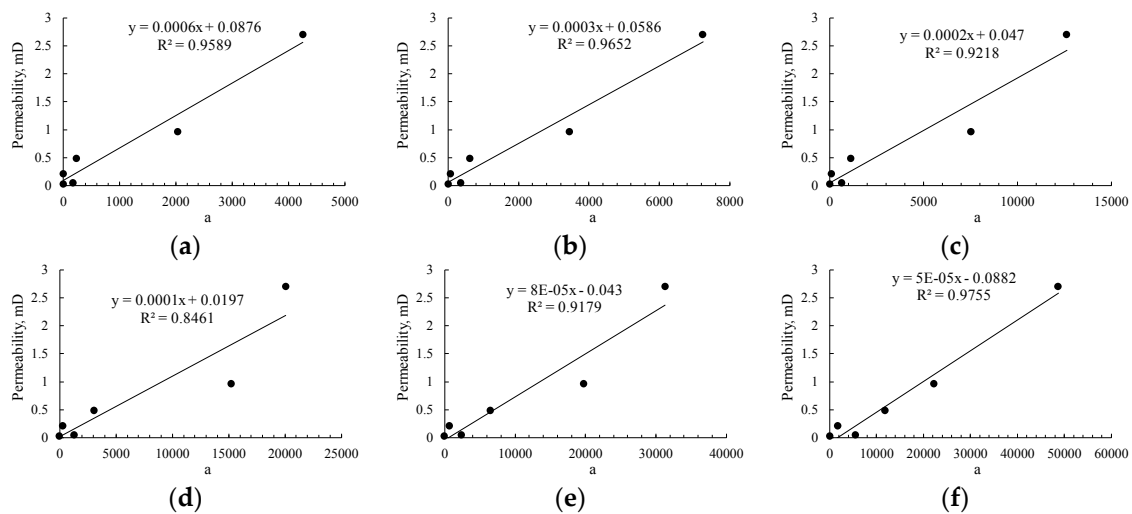 y = 0.0006x + 0.0876
R² = 0.9589
Permeability, mD
3
2.5
2
1.5
1
0.5
0
0 1000 2000 3000 4000 5000
a
(a)
y = 0.0003x + 0.0586
R² = 0.9652
Permeability, mD
3
2.5
2
1.5
1
0.5
0
0 2000 4000 6000 8000
a
(b)
y = 0.0002x + 0.047
R² = 0.9218
Permeability, mD
3
2.5
2
1.5
1
0.5
0
0 5000 10000 15000
a
(c)
y = 0.0001x + 0.0197
R² = 0.8461
Permeability, mD
3
2.5
2
1.5
1
0.5
0
0 5000 10000 15000 20000 25000
a
(d)
y = 8E-05x - 0.043
R² = 0.9179
Permeability, mD
3
2.5
2
1.5
1
0.5
0
0 10000 20000 30000 40000
a
(e)
y = 5E-05x - 0.0882
R² = 0.9755
Permeability, mD
3
2.5
2
1.5
1
0.5
0
0 10000 20000 30000 40000 50000 60000
a
(f)